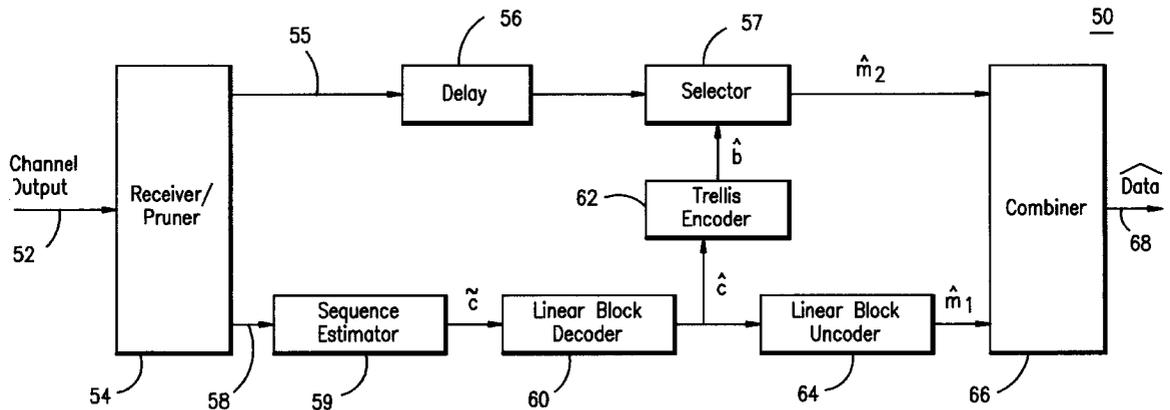 50
55
56
57
Delay
Selector
m̂2
Channel
Output
Receiver/
Pruner
b̂
62
Trellis
Encoder
Combiner
D̂ata
52
68
c̃
ĉ
m̂1
Sequence
Estimator
Linear Block
Decoder
Linear Block
Uncoder
54
58
59
60
64
66